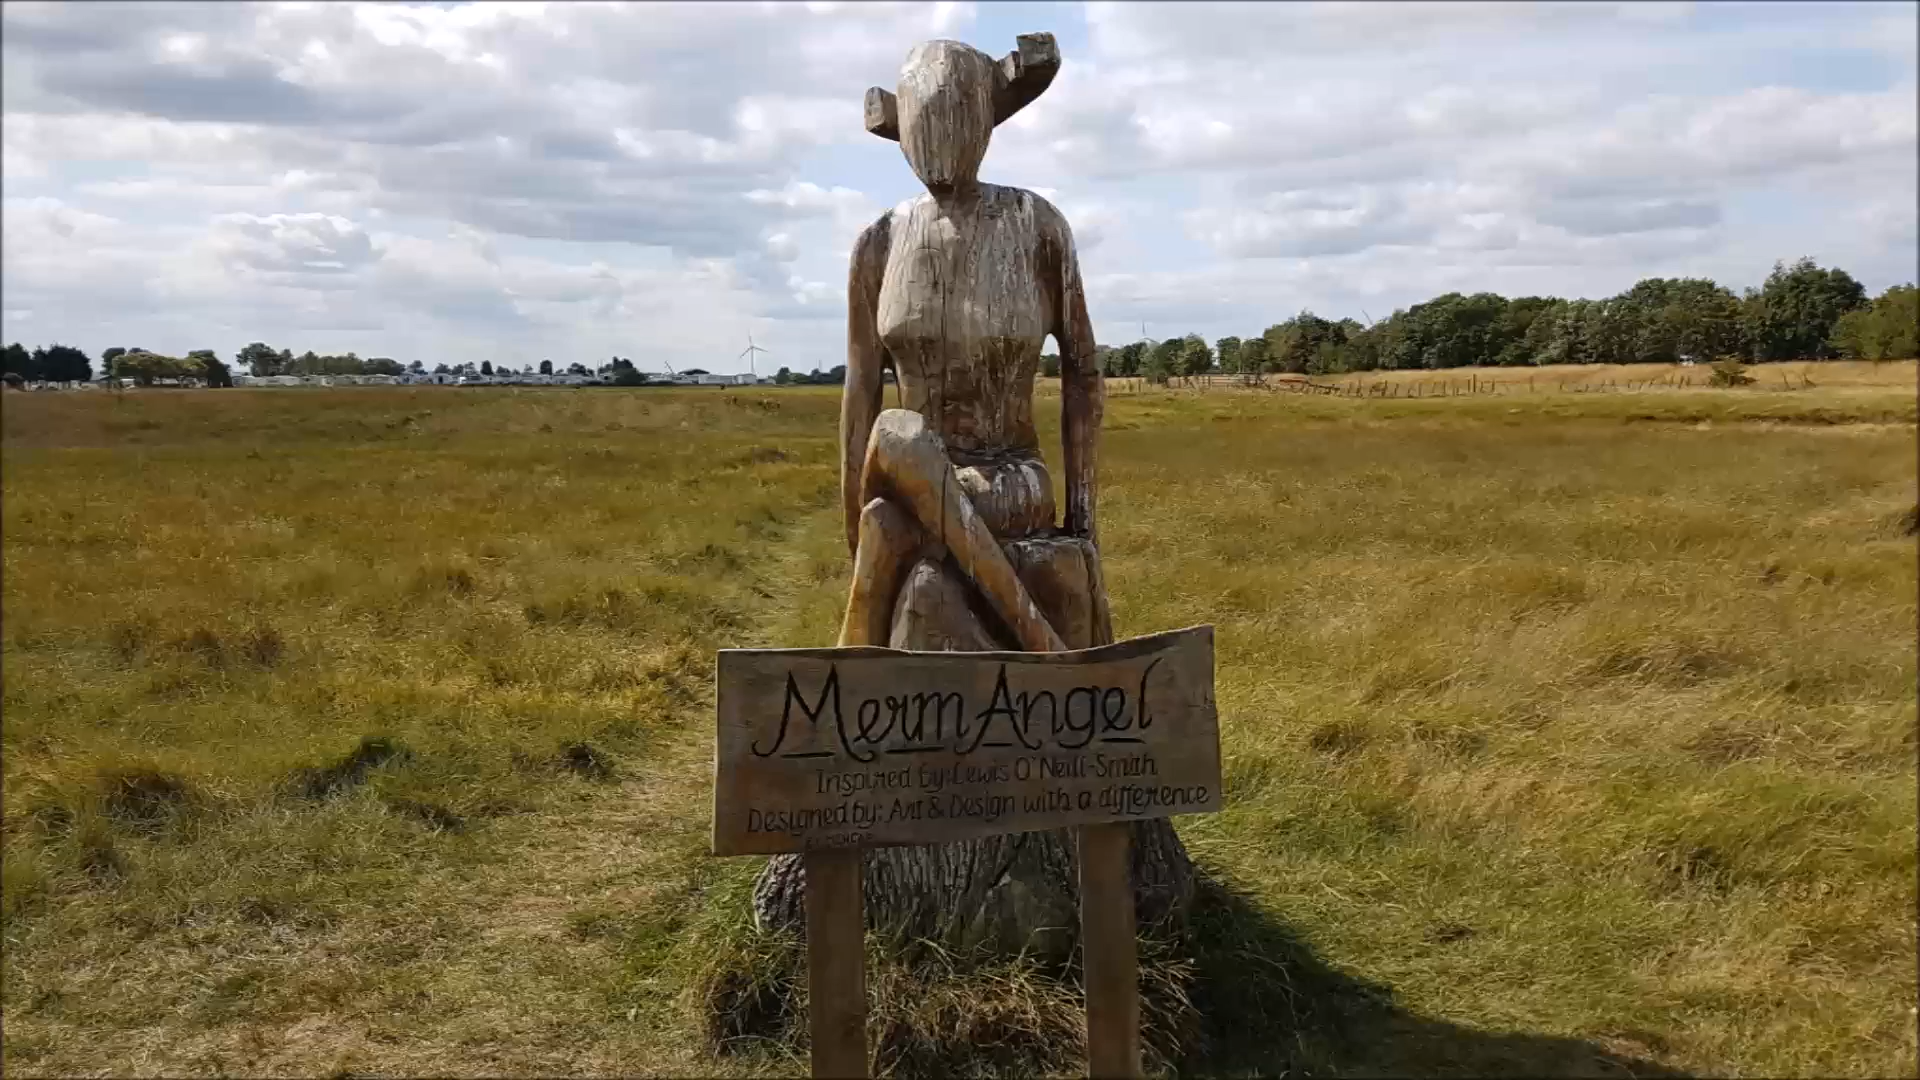 MermAngel
Inspired by: Lewis O'Neill-Smith
Designed by: Art & Design with a difference